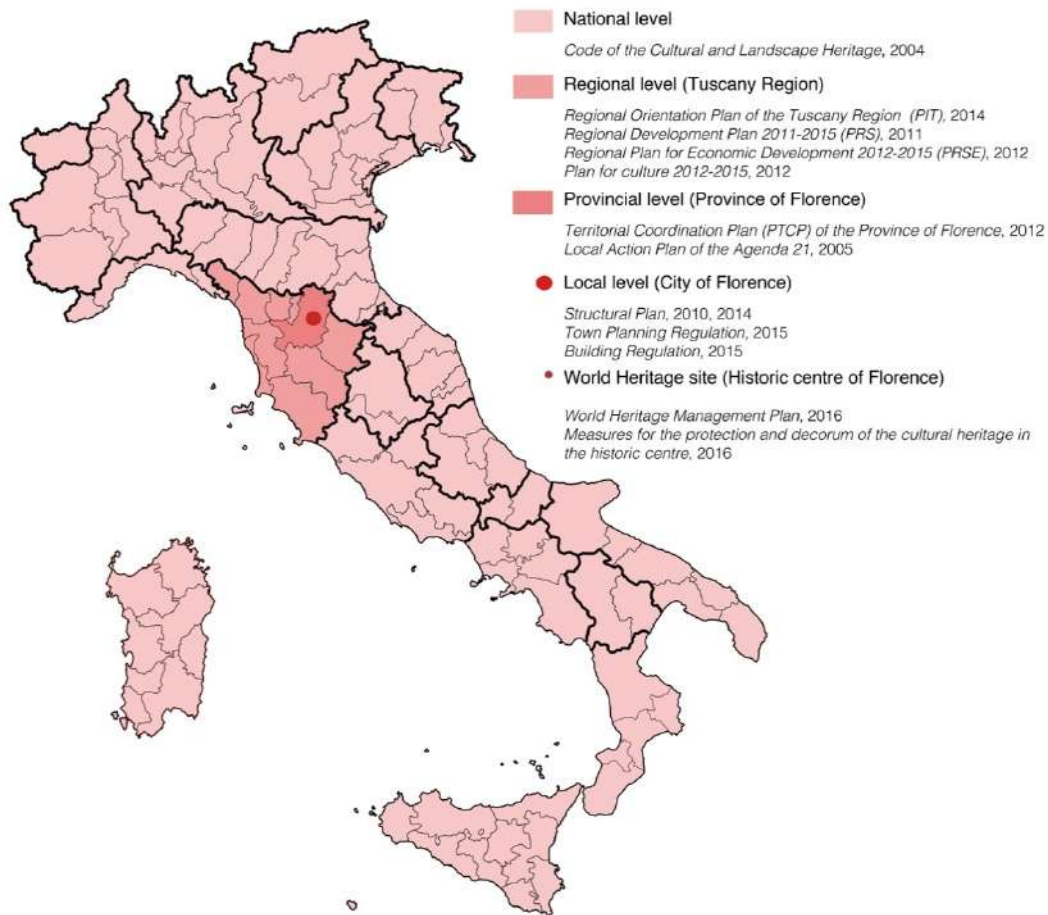 National level
Code of the Cultural and Landscape Heritage, 2004
Regional level (Tuscany Region)
Regional Orientation Plan of the Tuscany Region (PIT), 2014
Regional Development Plan 2011-2015 (PRS), 2011
Regional Plan for Economic Development 2012-2015 (PRSE), 2012
Plan for culture 2012-2015, 2012
Provincial level (Province of Florence)
Territorial Coordination Plan (PTCP) of the Province of Florence, 2012
Local Action Plan of the Agenda 21, 2005
Local level (City of Florence)
Structural Plan, 2010, 2014
Town Planning Regulation, 2015
Building Regulation, 2015
World Heritage site (Historic centre of Florence)
World Heritage Management Plan, 2016
Measures for the protection and decorum of the cultural heritage in
the historic centre, 2016